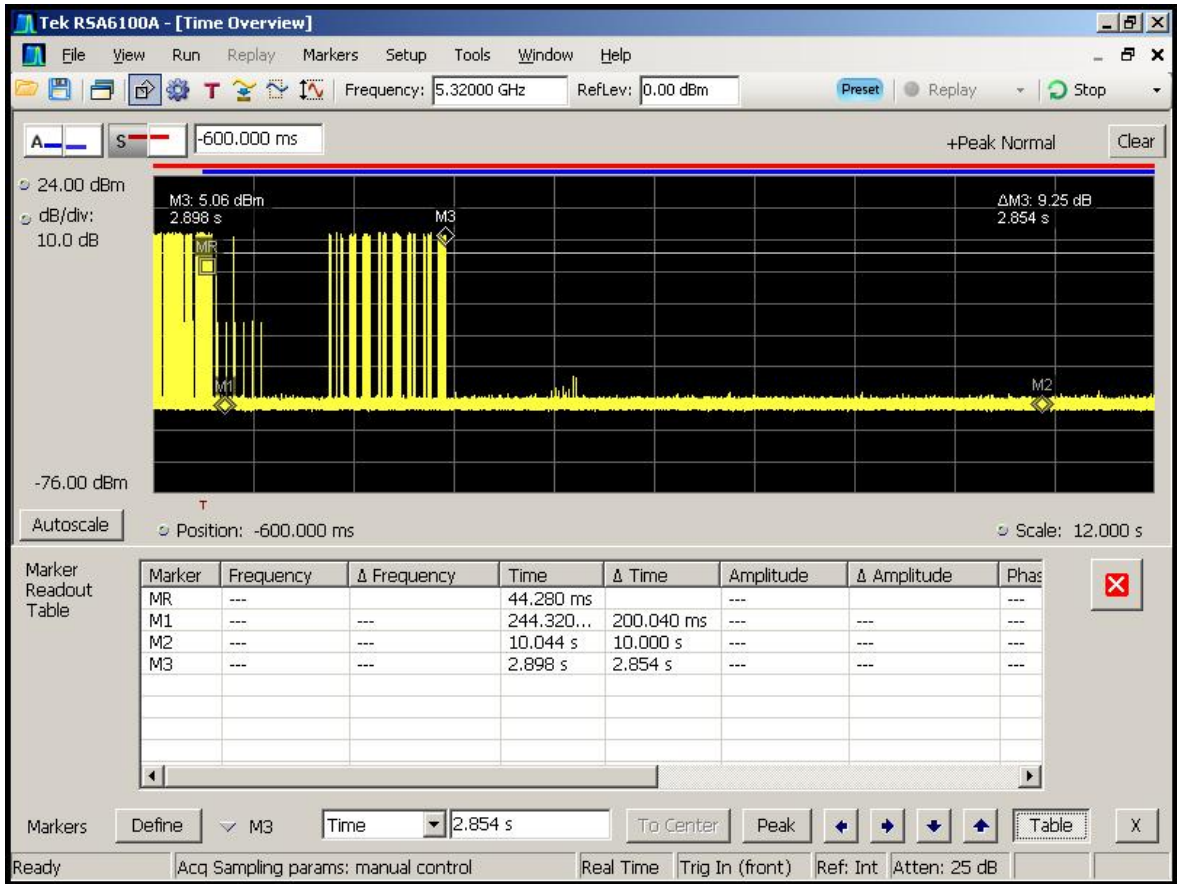 Tek RSA6100A - [Time Overview]
File View Run Replay Markers Setup Tools Window Help
T Frequency: 5.32000 GHz RefLev: 0.00 dBm Preset Replay Stop
A S -600.000 ms +Peak Normal Clear
24.00 dBm
dB/div:
10.0 dB
-76.00 dBm
M3: 5.06 dBm
2.898 s
ΔM3: 9.25 dB
2.854 s
MR
M1
M3
M2
T
Autoscale Position: -600.000 ms Scale: 12.000 s
Marker
Readout
Table
Marker Frequency Δ Frequency Time Δ Time Amplitude Δ Amplitude Phas
MR --- 44.280 ms --- ---
M1 --- --- 244.320... 200.040 ms --- --- ---
M2 --- --- 10.044 s 10.000 s --- --- ---
M3 --- --- 2.898 s 2.854 s --- --- ---
Markers Define M3 Time 2.854 s To Center Peak Table X
Ready Acq Sampling params: manual control Real Time Trig In (front) Ref: Int Atten: 25 dB